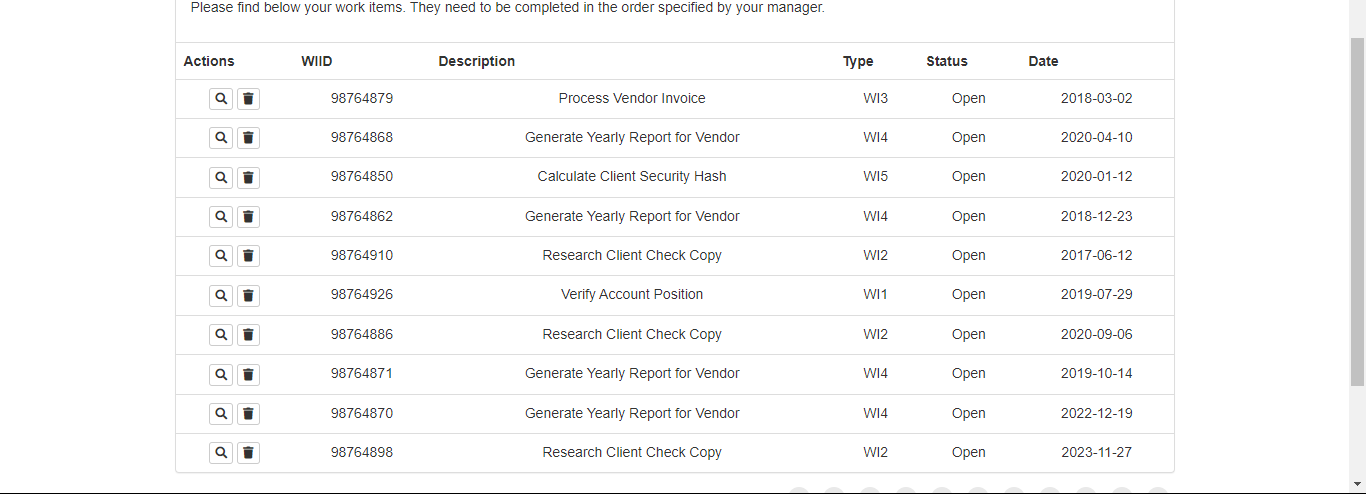 Please find below your work items. They need to be completed in the order specified by your manager.
Actions WIID Description Type Status Date
98764879 Process Vendor Invoice WI3 Open 2018-03-02
98764868 Generate Yearly Report for Vendor WI4 Open 2020-04-10
98764850 Calculate Client Security Hash WI5 Open 2020-01-12
98764862 Generate Yearly Report for Vendor WI4 Open 2018-12-23
98764910 Research Client Check Copy WI2 Open 2017-06-12
98764926 Verify Account Position WI1 Open 2019-07-29
98764886 Research Client Check Copy WI2 Open 2020-09-06
98764871 Generate Yearly Report for Vendor WI4 Open 2019-10-14
98764870 Generate Yearly Report for Vendor WI4 Open 2022-12-19
98764898 Research Client Check Copy WI2 Open 2023-11-27